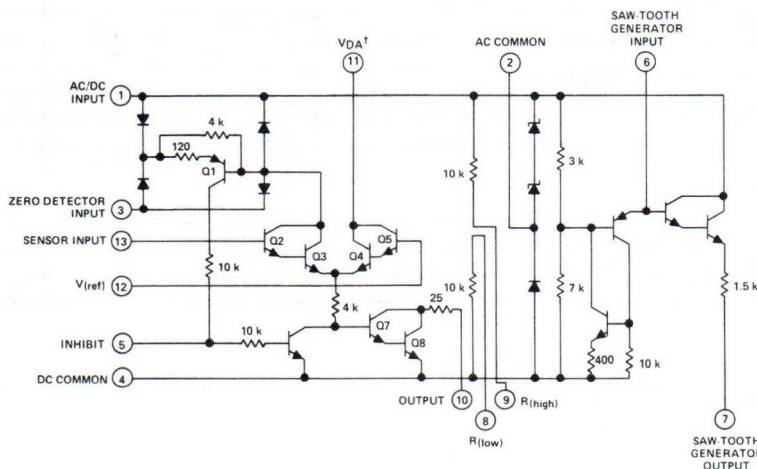 SAW-TOOTH
GENERATOR
INPUT
VDA†
AC COMMON
11
2
6
AC/DC
INPUT
1
4 k
120
Q1
10 k
3 k
ZERO DETECTOR
INPUT
3
SENSOR INPUT
13
Q2
Q3
Q4
Q5
V(ref)
12
10 k
10 k
7 k
1.5 k
4 k
25
INHIBIT
5
10 k
Q7
Q8
400
10 k
DC COMMON
4
OUTPUT
10
9
R(high)
8
R(low)
7
SAW-TOOTH
GENERATOR
OUTPUT